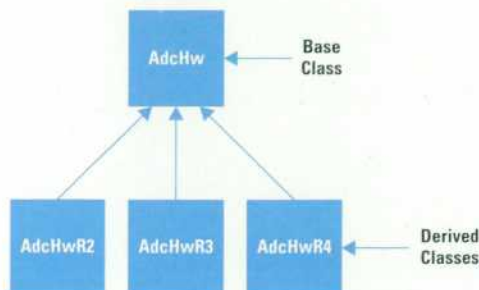 AdcHw
Base
Class
AdcHwR2
AdcHwR3
AdcHwR4
Derived
Classes